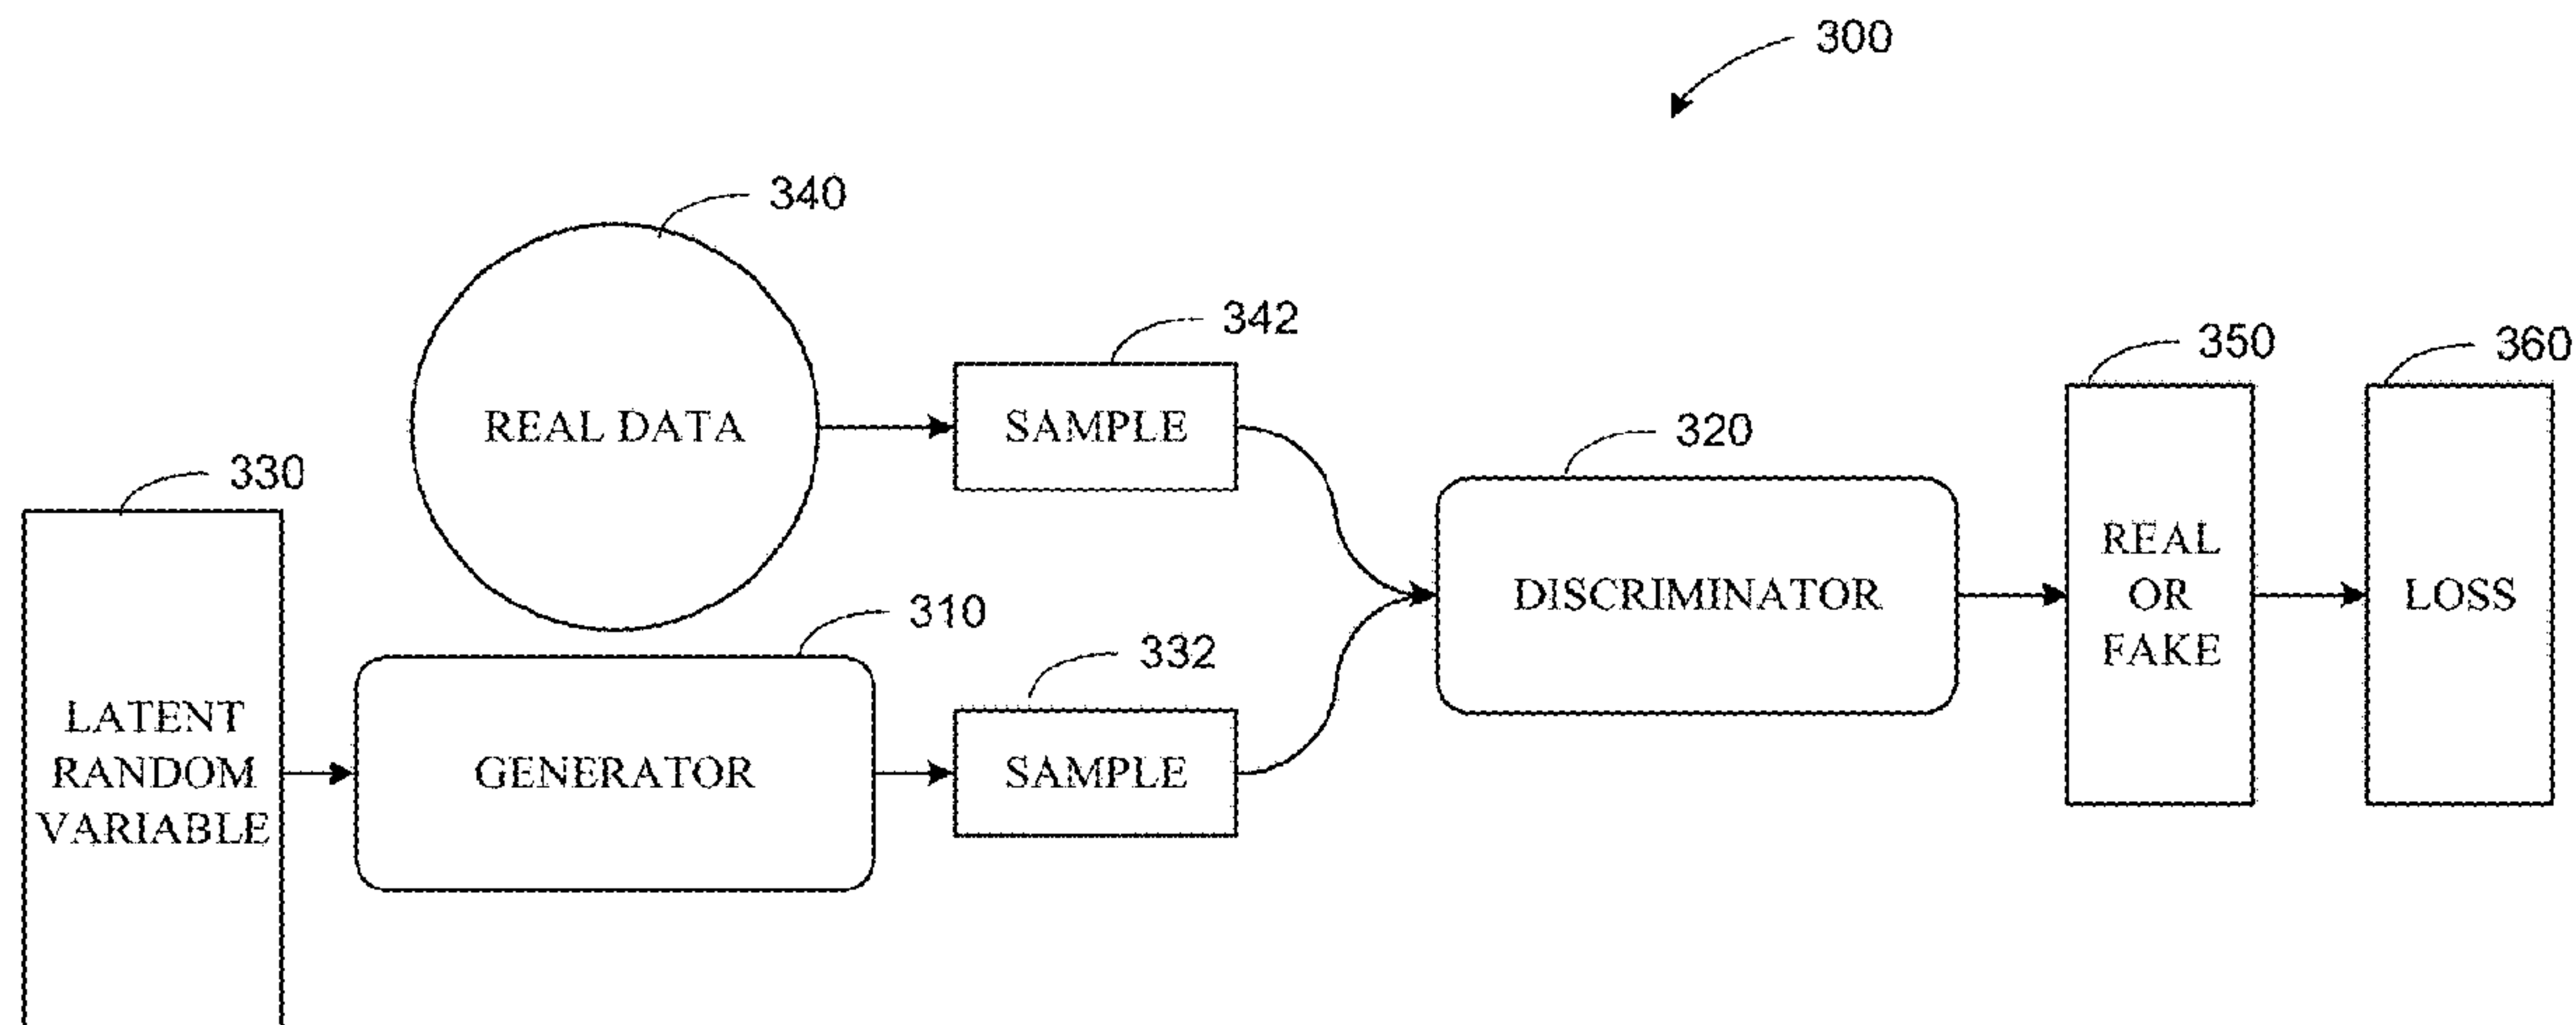 300
340
REAL DATA
342
SAMPLE
330
LATENT
RANDOM
VARIABLE
310
GENERATOR
332
SAMPLE
320
DISCRIMINATOR
350
REAL
OR
FAKE
360
LOSS